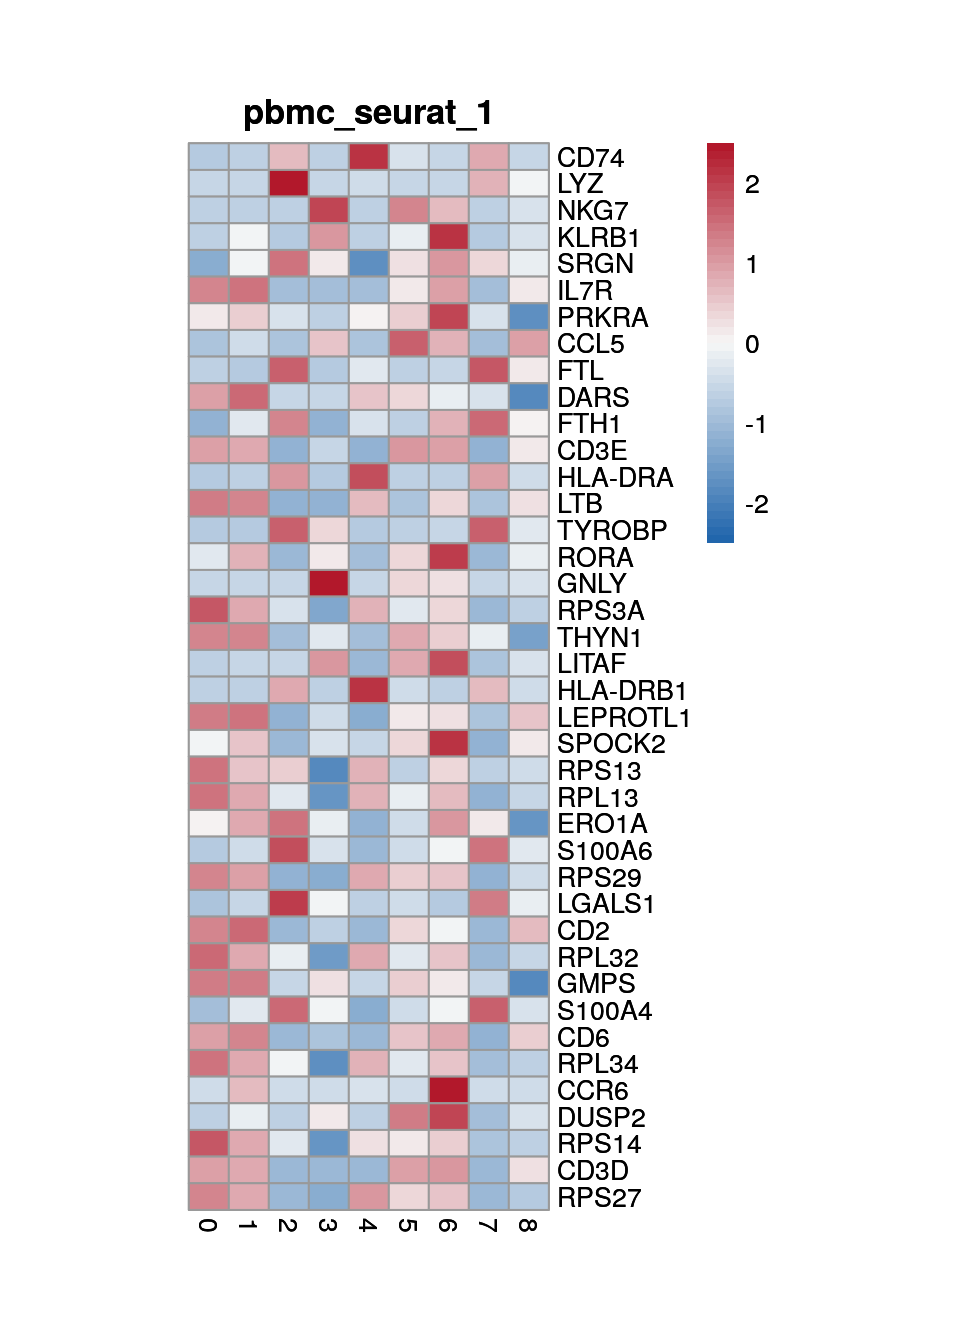 pbmc_seurat_1
CD74
LYZ
NKG7
KLRB1
SRGN
IL7R
PRKRA
CCL5
FTL
DARS
FTH1
CD3E
HLA-DRA
LTB
TYROBP
RORA
GNLY
RPS3A
THYN1
LITAF
HLA-DRB1
LEPROTL1
SPOCK2
RPS13
RPL13
ERO1A
S100A6
RPS29
LGALS1
CD2
RPL32
GMPS
S100A4
CD6
RPL34
CCR6
DUSP2
RPS14
CD3D
RPS27
0 1 2 3 4 5 6 7 8
2
1
0
-1
-2